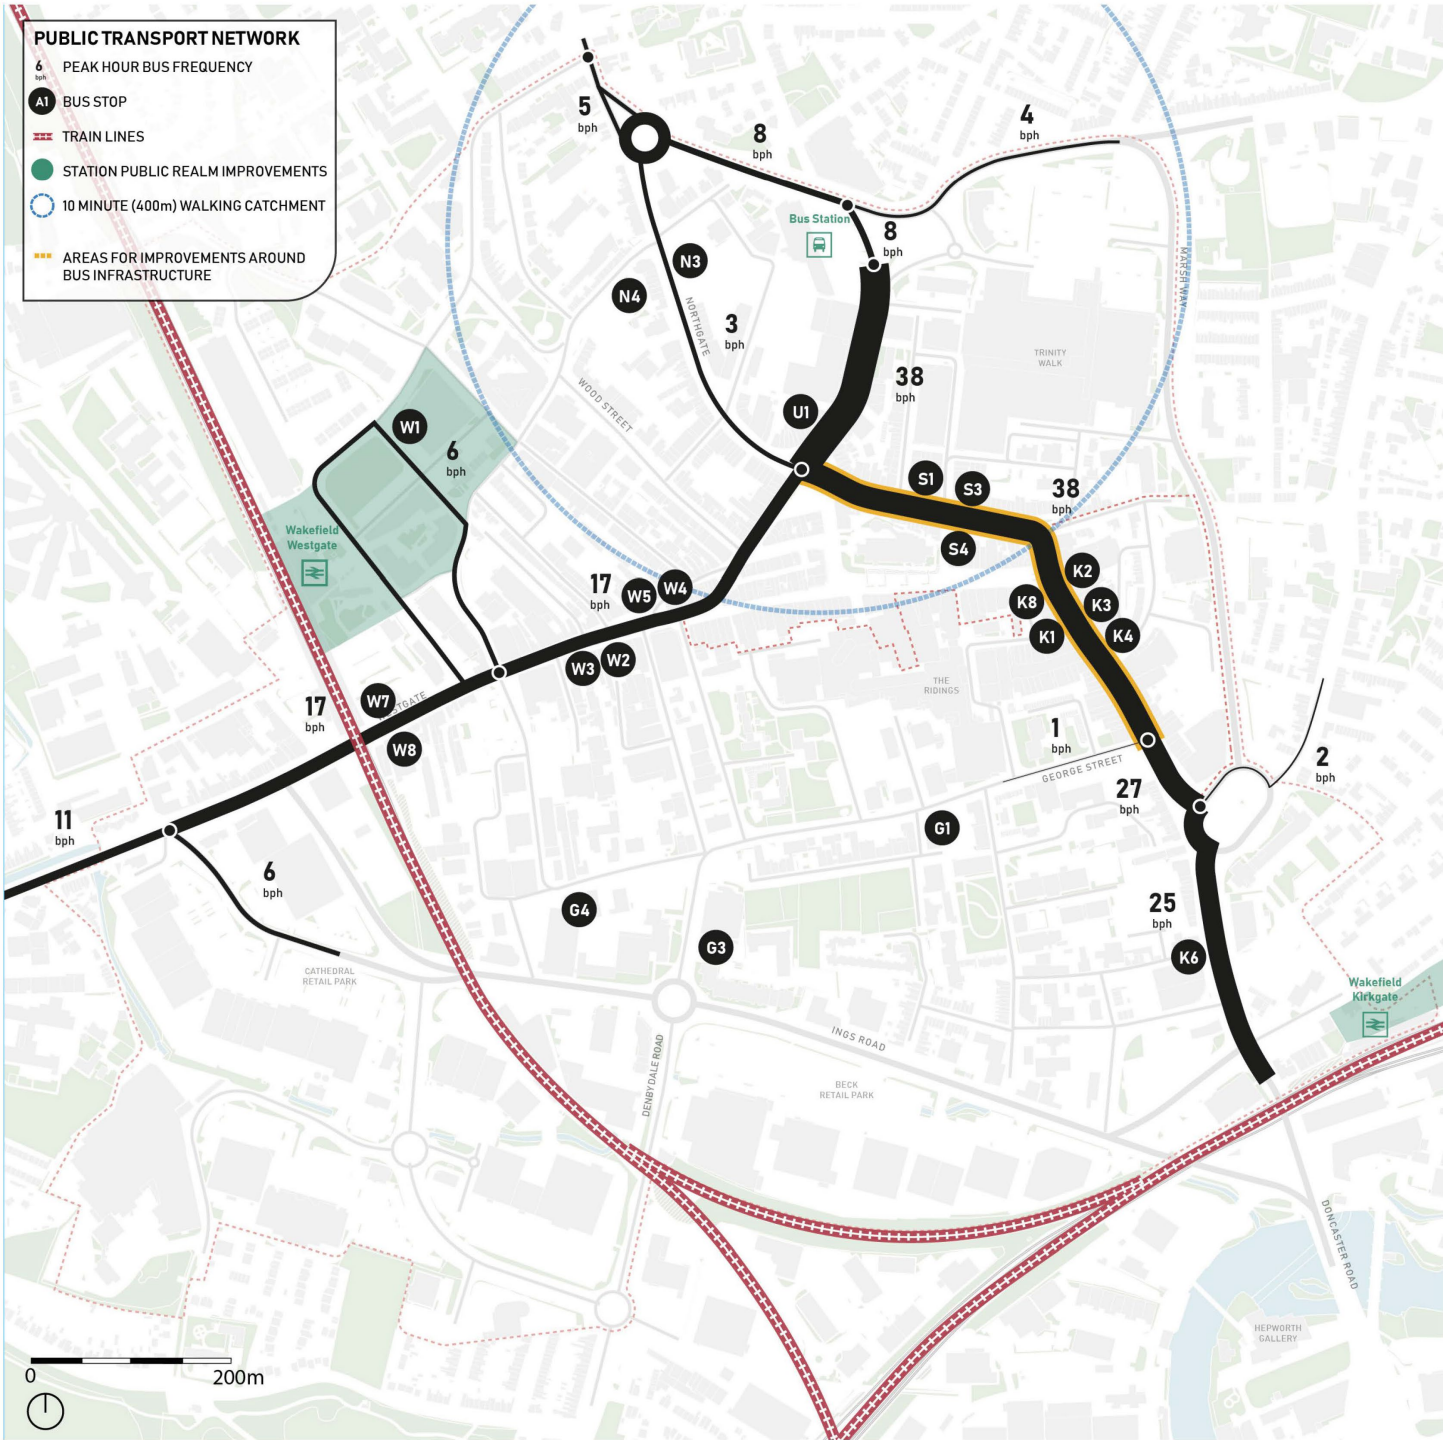 PUBLIC TRANSPORT NETWORK
6
bph
PEAK HOUR BUS FREQUENCY
A1
BUS STOP
TRAIN LINES
STATION PUBLIC REALM IMPROVEMENTS
10 MINUTE (400m) WALKING CATCHMENT
AREAS FOR IMPROVEMENTS AROUND
BUS INFRASTRUCTURE
5
bph
8
bph
4
bph
Bus Station
8
bph
N3
N4
NORTHGATE
3
bph
MARSH WAY
TRINITY
WALK
38
bph
WOOD STREET
U1
W1
6
bph
S1
S3
38
bph
Wakefield
Westgate
S4
K2
17
bph
W5
W4
K8
K3
K1
K4
W3
W2
THE
RIDINGS
17
bph
W7
W8
1
bph
GEORGE STREET
2
bph
27
bph
11
bph
G1
6
bph
G4
25
bph
G3
K6
CATHEDRAL
RETAIL PARK
Wakefield
Kirkgate
INGS ROAD
DENBY DALE ROAD
BECK
RETAIL PARK
DONCASTER ROAD
HEPWORTH
GALLERY
0
200m